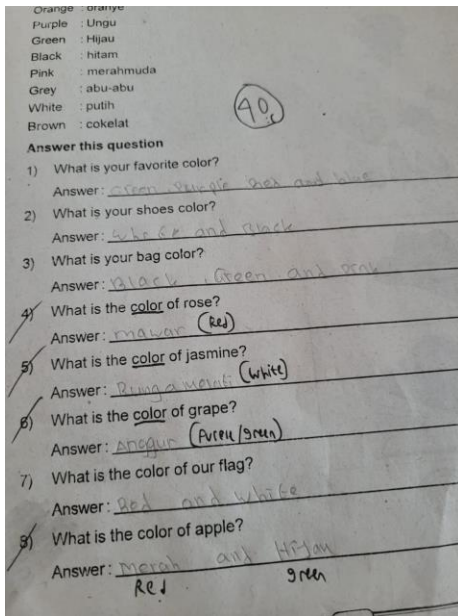 Orange : oranye
Purple : Ungu
Green : Hijau
Black : hitam
Pink : merahmuda
Grey : abu-abu
White : putih
Brown : cokelat
40
Answer this question
1) What is your favorite color?
Answer: Green and blue
2) What is your shoes color?
Answer: and Black
3) What is your bag color?
Answer: Black , Green and
4) What is the color of rose?
Answer: mawar (Red)
5) What is the color of jasmine?
Answer: Bunga (White)
6) What is the color of grape?
Answer: Anggur (/green)
7) What is the color of our flag?
Answer: Red and white
8) What is the color of apple?
Answer: Merah and Hijau
Red green